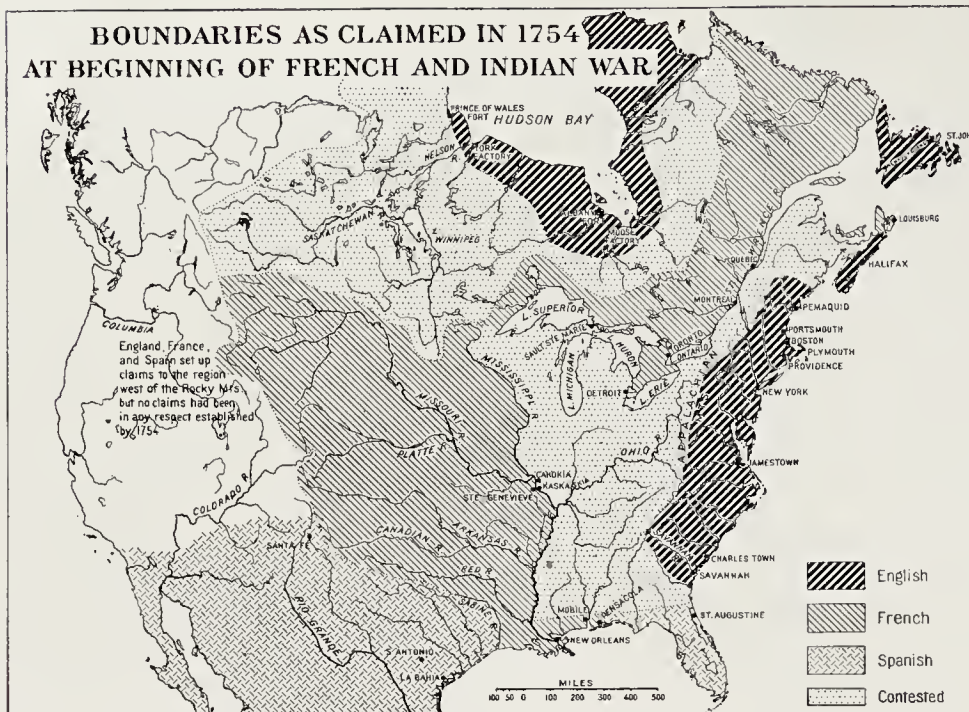 BOUNDARIES AS CLAIMED IN 1754
AT BEGINNING OF FRENCH AND INDIAN WAR
PRINCE OF WALES
FORT
HUDSON BAY
NELSON
R.
YORK
FACTORY
ST. JOHN
SASKATCHEWAN
L.
WINNIPEG
ALBANY
FORT
MOOSE
FACTORY
LOUISBURG
QUEBEC
LAWRENCE R.
HALIFAX
MONTREAL
PEMAQUID
COLUMBIA
England, France,
and Spain set up
claims to the region
west of the Rocky Mts.
but no claims had been
in any respect established
by 1754
L. SUPERIOR
SAULT STE MARIE
L. MICHIGAN
HURON
TORONTO
ONTARIO
L. ERIE
DETROIT
PORTSMOUTH
BOSTON
PLYMOUTH
PROVIDENCE
NEW YORK
APPALACHIAN
MISSISSIPPI R.
MISSOURI R.
PLATTE R.
OHIO R.
JAMESTOWN
CAHOKIA
KASKASKIA
STE GENEVIEVE
COLORADO R.
SANTA FE
CANADIAN R.
ARKANSAS R.
RED R.
SABINE R.
RIO GRANDE
S. ANTONIO
LA BAHIA
MOBILE
PENSACOLA
NEW ORLEANS
CHARLES TOWN
SAVANNAH
ST. AUGUSTINE
English
French
Spanish
Contested
MILES
100 50 0 100 200 300 400 500